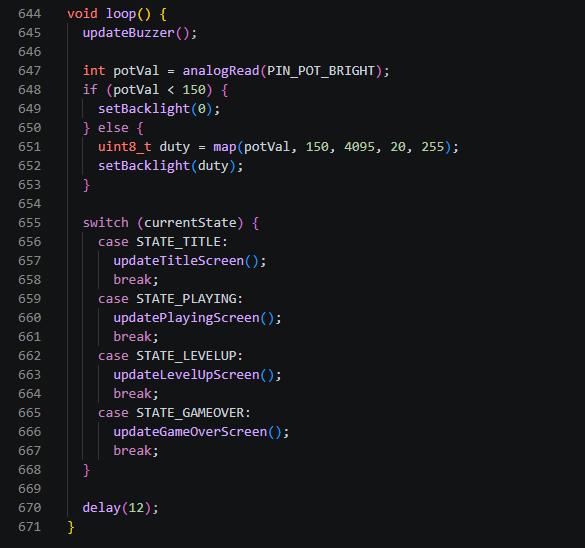 644 void loop() {
645   updateBuzzer();
646
647   int potVal = analogRead(PIN_POT_BRIGHT);
648   if (potVal < 150) {
649     setBacklight(0);
650   } else {
651     uint8_t duty = map(potVal, 150, 4095, 20, 255);
652     setBacklight(duty);
653   }
654
655   switch (currentState) {
656     case STATE_TITLE:
657       updateTitleScreen();
658       break;
659     case STATE_PLAYING:
660       updatePlayingScreen();
661       break;
662     case STATE_LEVELUP:
663       updateLevelUpScreen();
664       break;
665     case STATE_GAMEOVER:
666       updateGameOverScreen();
667       break;
668   }
669
670   delay(12);
671 }